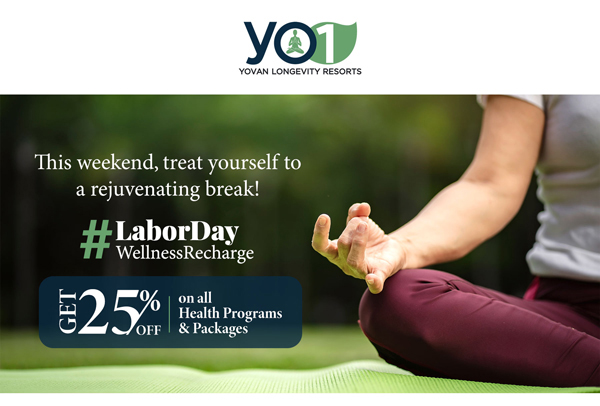 YO1
YOVAN LONGEVITY RESORTS
This weekend, treat yourself to
a rejuvenating break!
#LaborDay
WellnessRecharge
GET 25% OFF
on all
Health Programs
& Packages